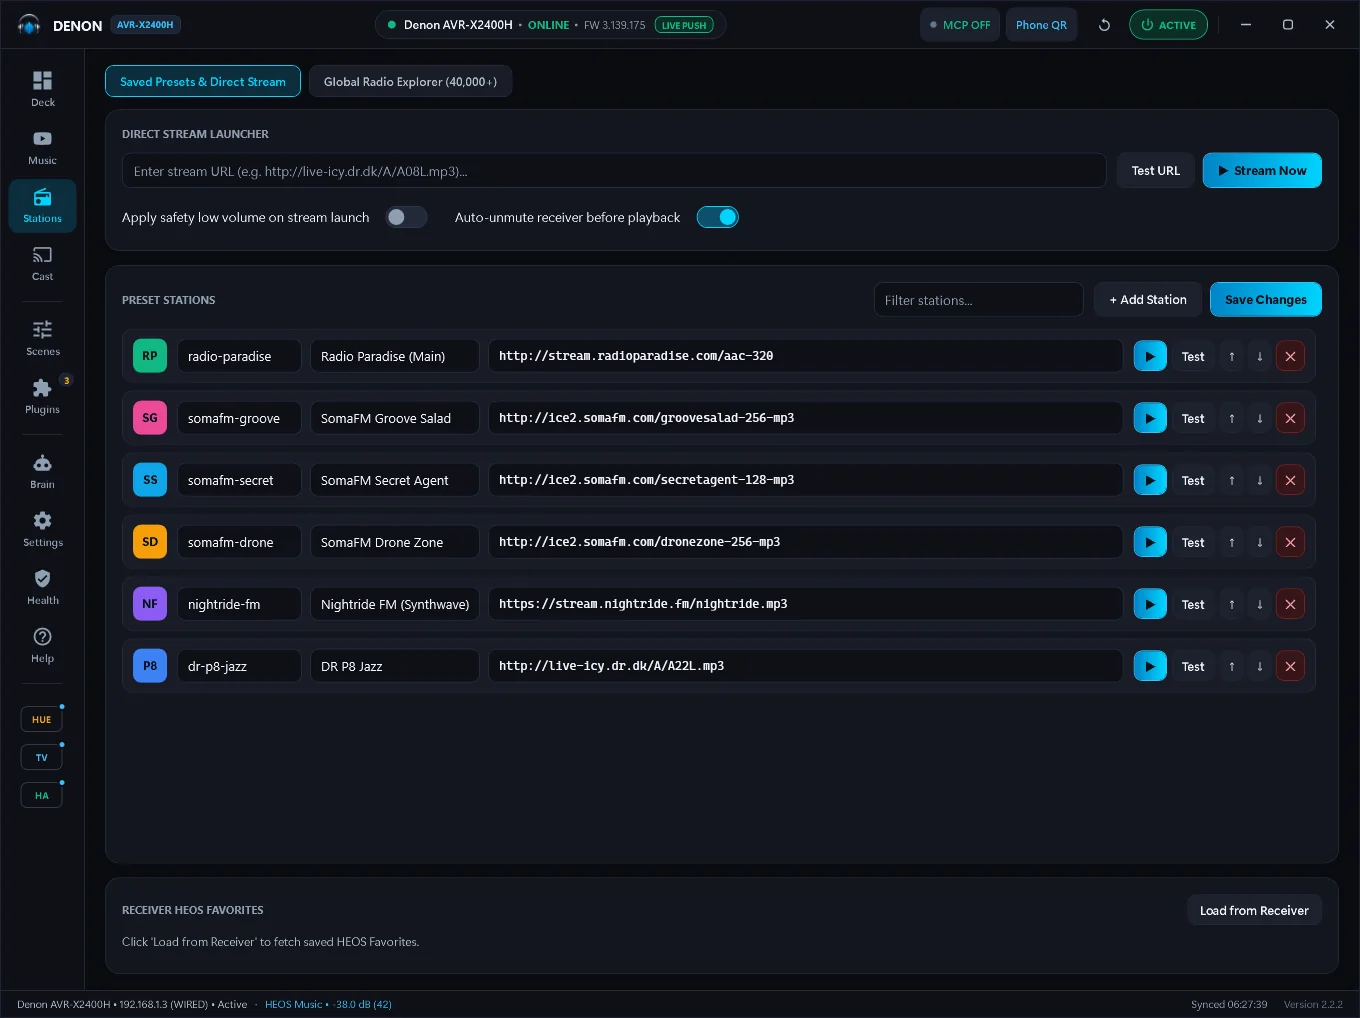 DENON AVR-X2400H
Denon AVR-X2400H • ONLINE • FW 3.139.175 LIVE PUSH
MCP OFF
Phone QR
ACTIVE
Deck
Music
Stations
Cast
Scenes
3
Plugins
Brain
Settings
Health
Help
HUE
TV
HA
Saved Presets & Direct Stream
Global Radio Explorer (40,000+)
DIRECT STREAM LAUNCHER
Enter stream URL (e.g. http://live-icy.dr.dk/A/A08L.mp3)...
Test URL
▶ Stream Now
Apply safety low volume on stream launch
Auto-unmute receiver before playback
PRESET STATIONS
Filter stations...
+ Add Station
Save Changes
RP radio-paradise Radio Paradise (Main) http://stream.radioparadise.com/aac-320 ▶ Test ↑ ↓ ✕
SG somafm-groove SomaFM Groove Salad http://ice2.somafm.com/groovesalad-256-mp3 ▶ Test ↑ ↓ ✕
SS somafm-secret SomaFM Secret Agent http://ice2.somafm.com/secretagent-128-mp3 ▶ Test ↑ ↓ ✕
SD somafm-drone SomaFM Drone Zone http://ice2.somafm.com/dronezone-256-mp3 ▶ Test ↑ ↓ ✕
NF nightride-fm Nightride FM (Synthwave) https://stream.nightride.fm/nightride.mp3 ▶ Test ↑ ↓ ✕
P8 dr-p8-jazz DR P8 Jazz http://live-icy.dr.dk/A/A22L.mp3 ▶ Test ↑ ↓ ✕
RECEIVER HEOS FAVORITES
Load from Receiver
Click 'Load from Receiver' to fetch saved HEOS Favorites.
Denon AVR-X2400H • 192.168.1.3 (WIRED) • Active · HEOS Music • -38.0 dB (42)
Synced 06:27:39 Version 2.2.2